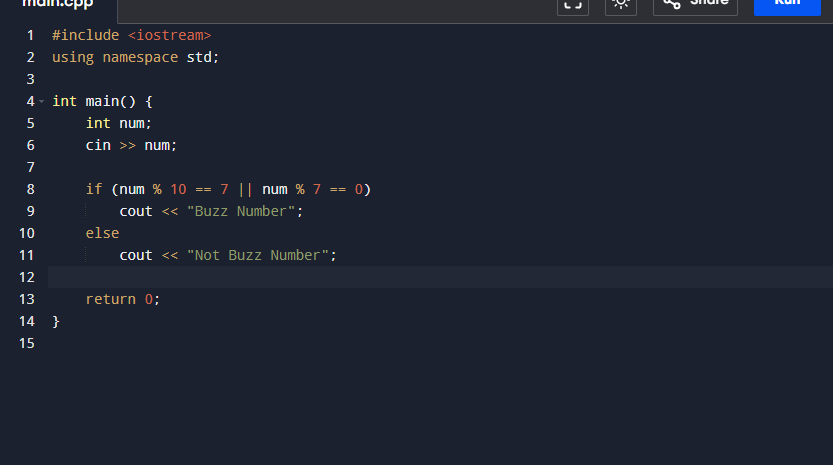 main.cpp
Share
Run
1 #include <iostream>
2 using namespace std;
3
4 int main() {
5     int num;
6     cin >> num;
7
8     if (num % 10 == 7 || num % 7 == 0)
9         cout << "Buzz Number";
10     else
11         cout << "Not Buzz Number";
12
13     return 0;
14 }
15